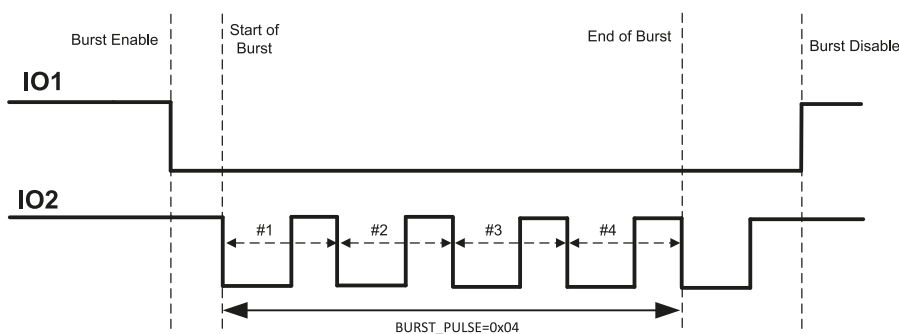 Burst Enable
Start of
Burst
End of Burst
Burst Disable
IO1
IO2
#1
#2
#3
#4
BURST_PULSE=0x04